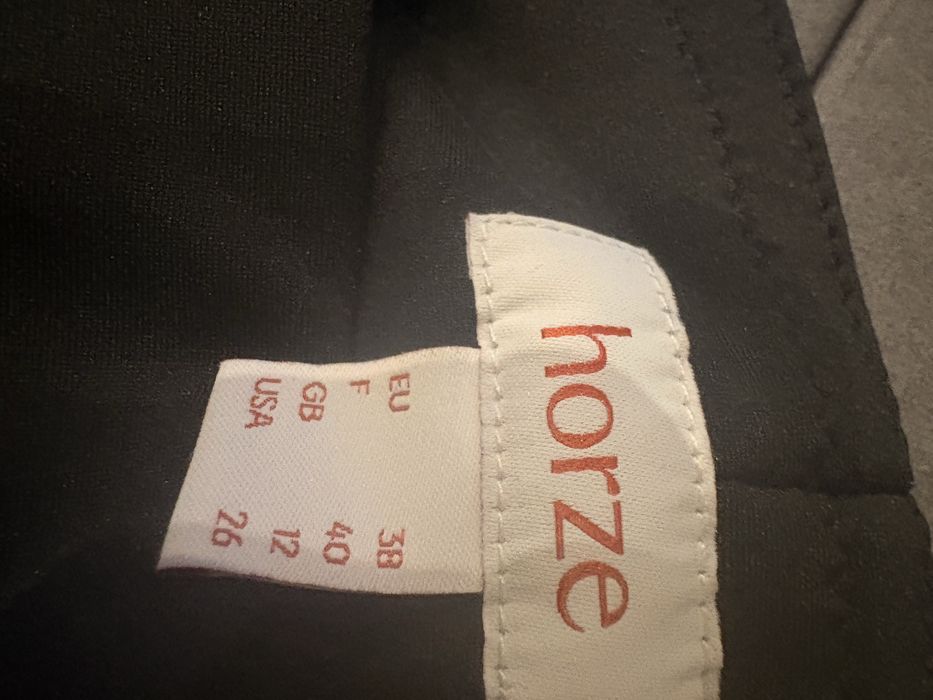 horze
EU 38
F 40
GB 12
USA 26